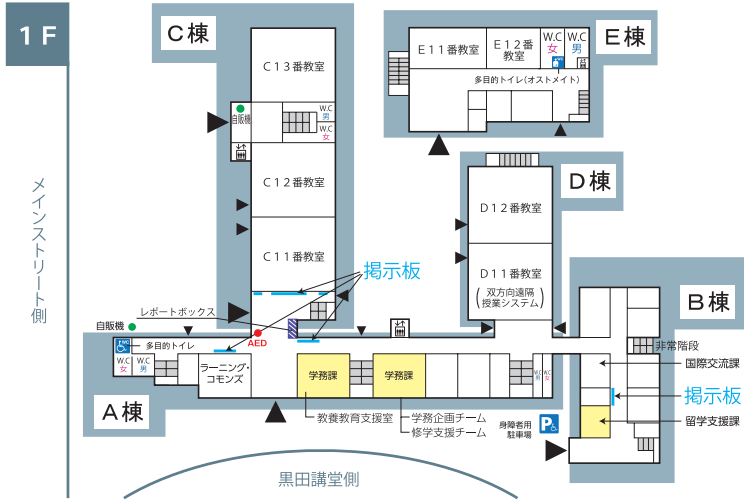 1F
C棟
C13番教室
W.C
男
W.C
女
自販機
C12番教室
C11番教室
掲示板
レポートボックス
自販機
AED
多目的トイレ
W.C
女
W.C
男
ラーニング・
コモンズ
A棟
学務課
学務課
教養教育支援室
学務企画チーム
修学支援チーム
W.C
男
W.C
女
身障者用
駐車場
P
E棟
E11番教室
E12番
教室
W.C
女
W.C
男
多目的トイレ(オストメイト)
D棟
D12番教室
D11番教室
(双方向遠隔
授業システム)
B棟
非常階段
国際交流課
掲示板
留学支援課
メインストリート側
黒田講堂側